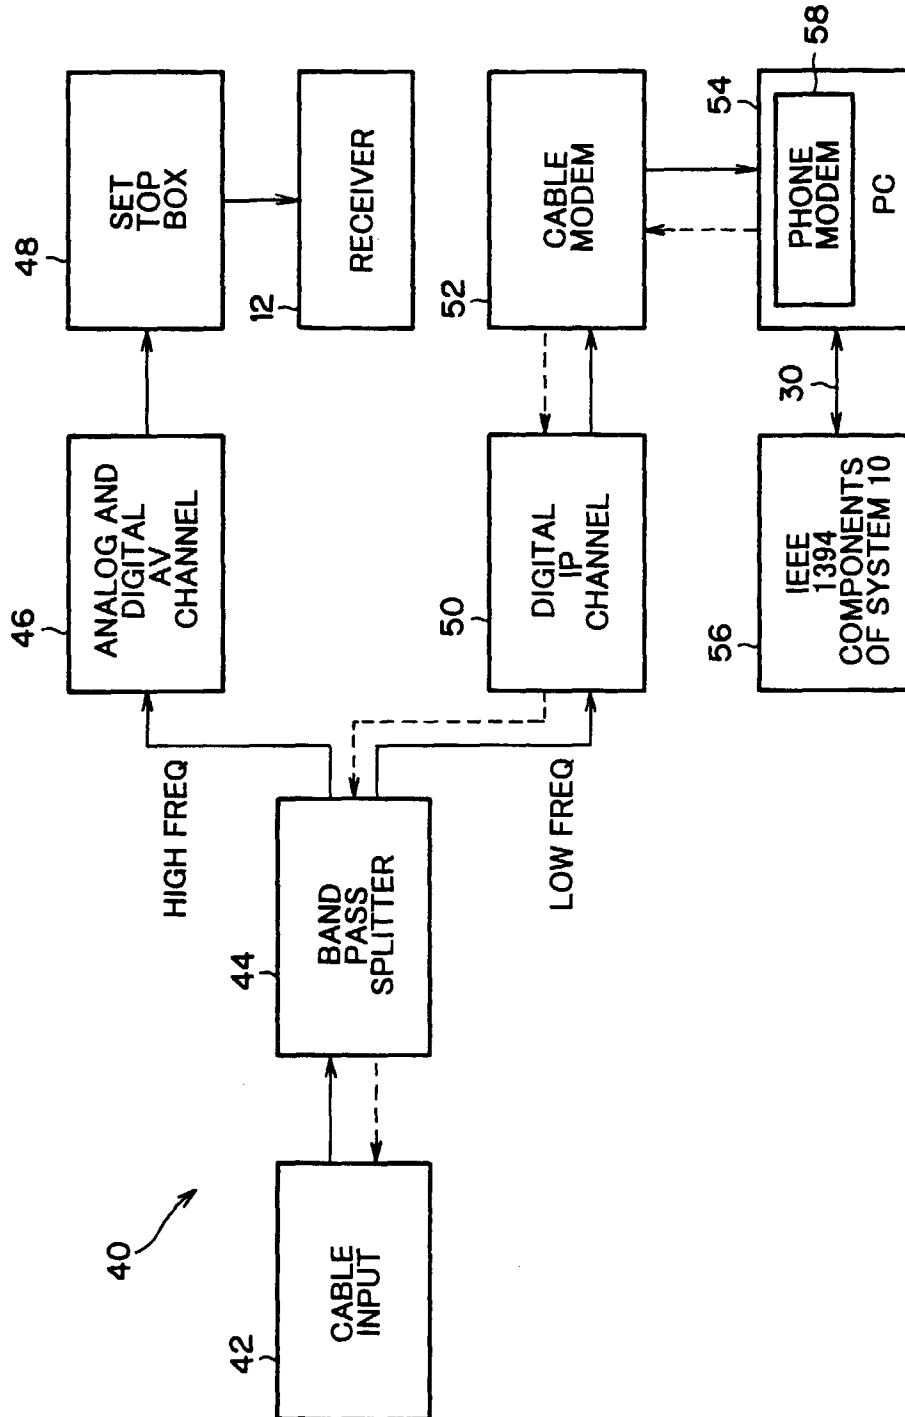 40
42
CABLE
INPUT
44
BAND
PASS
SPLITTER
HIGH FREQ
LOW FREQ
46
ANALOG AND
DIGITAL
AV
CHANNEL
48
SET
TOP
BOX
12
RECEIVER
50
DIGITAL
IP
CHANNEL
52
CABLE
MODEM
54
58
PHONE
MODEM
PC
30
56
IEEE
1394
COMPONENTS
OF SYSTEM 10